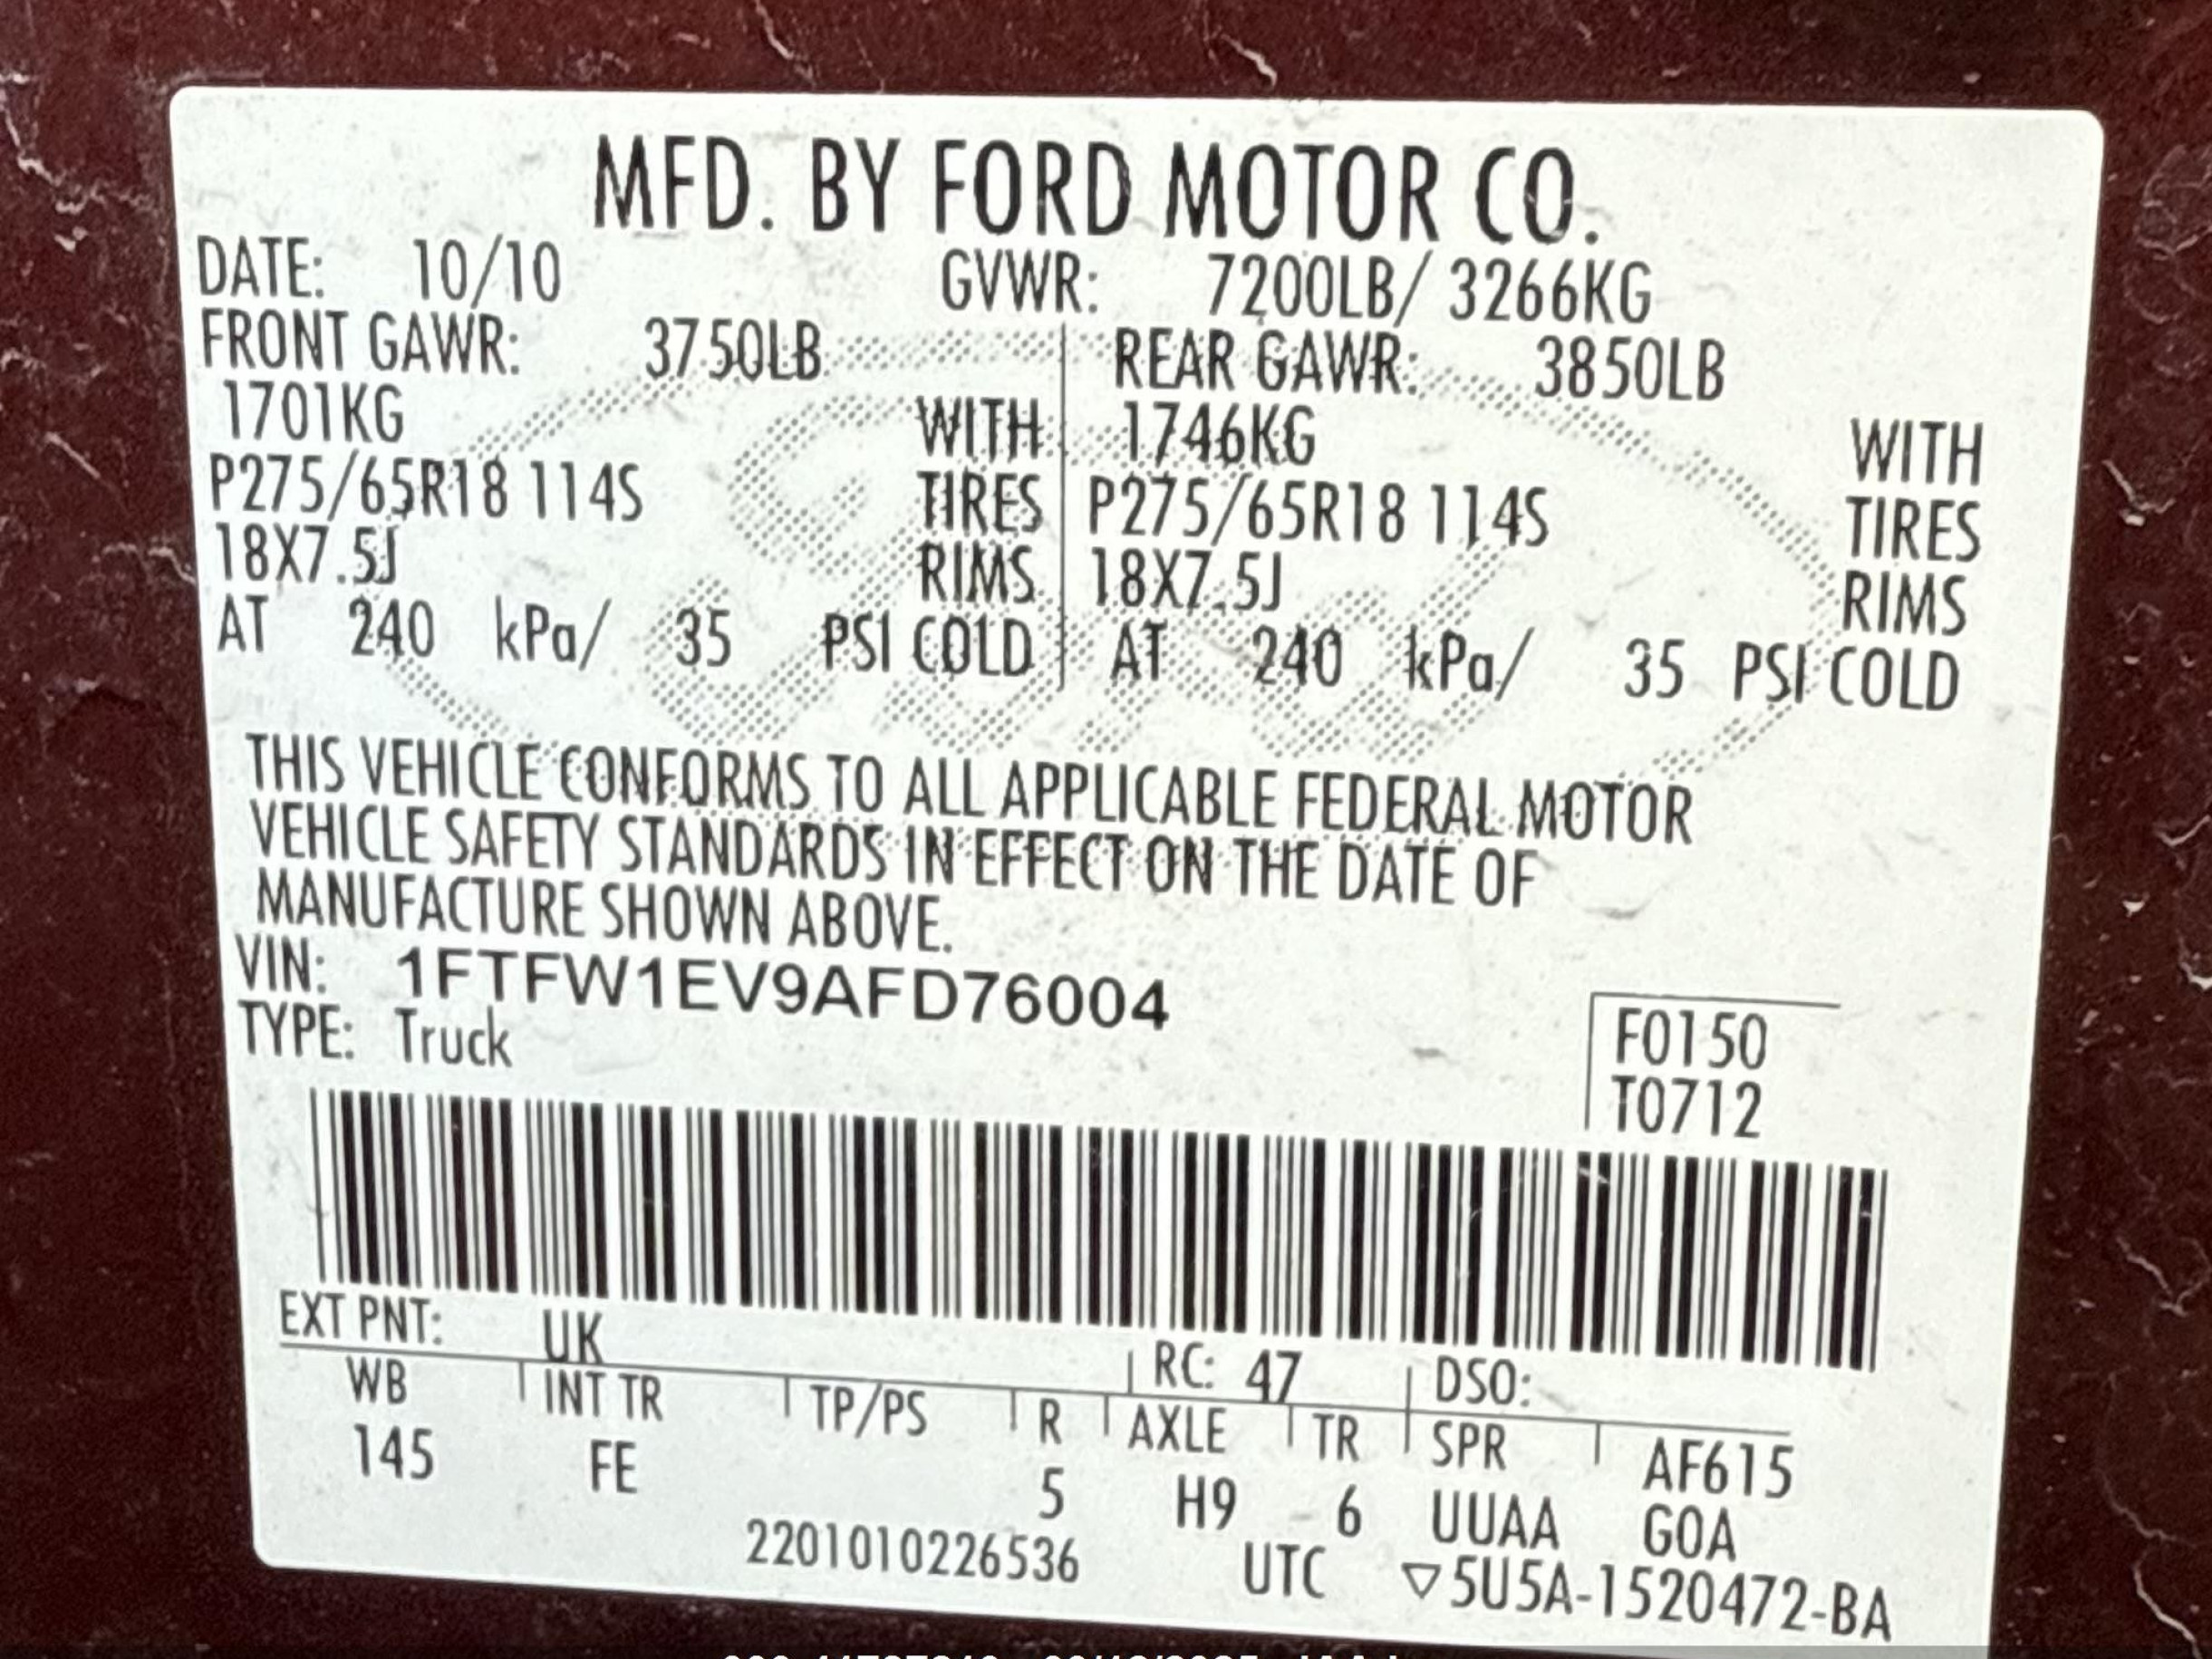 MFD. BY FORD MOTOR CO.
DATE: 10/10 GVWR: 7200LB/ 3266KG
FRONT GAWR: 3750LB REAR GAWR: 3850LB
1701KG WITH 1746KG WITH
P275/65R18 114S TIRES P275/65R18 114S TIRES
18X7.5J RIMS 18X7.5J RIMS
AT 240 kPa/ 35 PSI COLD AT 240 kPa/ 35 PSI COLD
THIS VEHICLE CONFORMS TO ALL APPLICABLE FEDERAL MOTOR
VEHICLE SAFETY STANDARDS IN EFFECT ON THE DATE OF
MANUFACTURE SHOWN ABOVE.
VIN: 1FTFW1EV9AFD76004
TYPE: Truck
F0150
T0712
EXT PNT: UK RC: 47 DSO:
WB INT TR TP/PS R AXLE TR SPR AF615
145 FE 5 H9 6 UUAA GOA
2201010226536 UTC ▽5U5A-1520472-BA